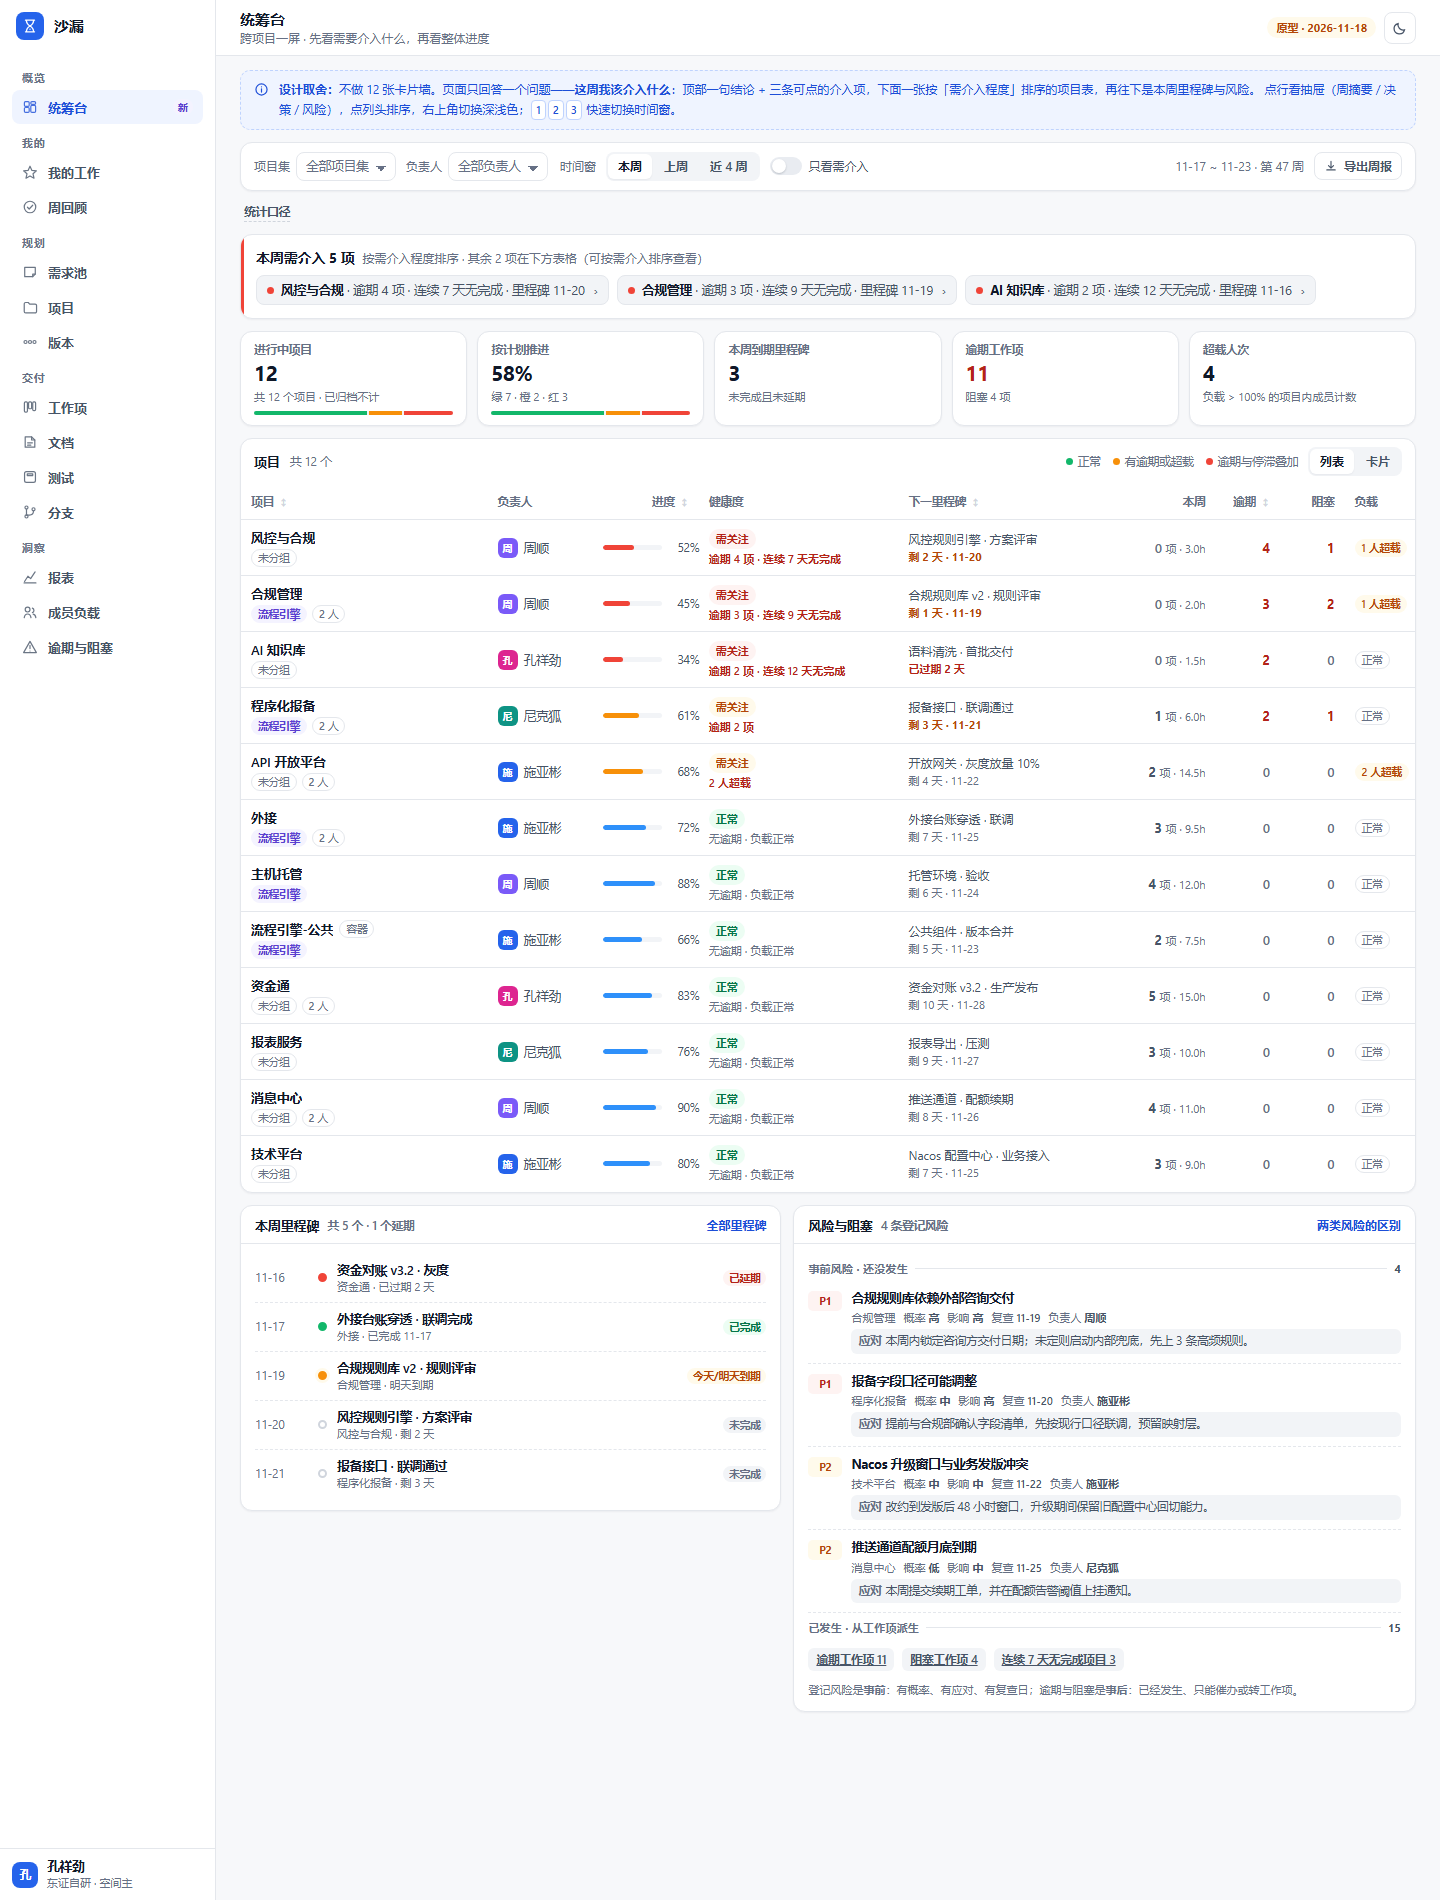 沙漏
概览
统筹台 新
我的
我的工作
周回顾
规划
需求池
项目
版本
交付
工作项
文档
测试
分支
洞察
报表
成员负载
逾期与阻塞
孔
孔祥劲
东证自研 · 空间主
统筹台
跨项目一屏 · 先看需要介入什么，再看整体进度
原型 · 2026-11-18
设计取舍：不做 12 张卡片墙。页面只回答一个问题——这周我该介入什么：顶部一句结论 + 三条可点的介入项，下面一张按「需介入程度」排序的项目表，再往下是本周里程碑与风险。 点行看抽屉（周摘要 / 决
策 / 风险），点列头排序，右上角切换深浅色； 1 2 3 快速切换时间窗。
项目集 全部项目集 负责人 全部负责人 时间窗 本周 上周 近 4 周 只看需介入 11-17 ~ 11-23 · 第 47 周 导出周报
统计口径
本周需介入 5 项 按需介入程度排序 · 其余 2 项在下方表格（可按需介入排序查看）
风控与合规 · 逾期 4 项 · 连续 7 天无完成 · 里程碑 11-20 ›
合规管理 · 逾期 3 项 · 连续 9 天无完成 · 里程碑 11-19 ›
AI 知识库 · 逾期 2 项 · 连续 12 天无完成 · 里程碑 11-16 ›
进行中项目
12
共 12 个项目 · 已归档不计
按计划推进
58%
绿 7 · 橙 2 · 红 3
本周到期里程碑
3
未完成且未延期
逾期工作项
11
阻塞 4 项
超载人次
4
负载 > 100% 的项目内成员计数
项目 共 12 个 正常 有逾期或超载 逾期与停滞叠加 列表 卡片
项目 负责人 进度 健康度 下一里程碑 本周 逾期 阻塞 负载
风控与合规
未分组
周 周顺 52%
需关注
逾期 4 项 · 连续 7 天无完成
风控规则引擎 · 方案评审
剩 2 天 · 11-20
0 项 · 3.0h 4 1 1 人超载
合规管理
流程引擎 2 人
周 周顺 45%
需关注
逾期 3 项 · 连续 9 天无完成
合规规则库 v2 · 规则评审
剩 1 天 · 11-19
0 项 · 2.0h 3 2 1 人超载
AI 知识库
未分组
孔 孔祥劲 34%
需关注
逾期 2 项 · 连续 12 天无完成
语料清洗 · 首批交付
已过期 2 天
0 项 · 1.5h 2 0 正常
程序化报备
流程引擎 2 人
尼 尼克狐 61%
需关注
逾期 2 项
报备接口 · 联调通过
剩 3 天 · 11-21
1 项 · 6.0h 2 1 正常
API 开放平台
未分组 2 人
施 施亚彬 68%
需关注
2 人超载
开放网关 · 灰度放量 10%
剩 4 天 · 11-22
2 项 · 14.5h 0 0 2 人超载
外接
流程引擎 2 人
施 施亚彬 72%
正常
无逾期 · 负载正常
外接台账穿透 · 联调
剩 7 天 · 11-25
3 项 · 9.5h 0 0 正常
主机托管
流程引擎
周 周顺 88%
正常
无逾期 · 负载正常
托管环境 · 验收
剩 6 天 · 11-24
4 项 · 12.0h 0 0 正常
流程引擎-公共 容器
流程引擎
施 施亚彬 66%
正常
无逾期 · 负载正常
公共组件 · 版本合并
剩 5 天 · 11-23
2 项 · 7.5h 0 0 正常
资金通
未分组 2 人
孔 孔祥劲 83%
正常
无逾期 · 负载正常
资金对账 v3.2 · 生产发布
剩 10 天 · 11-28
5 项 · 15.0h 0 0 正常
报表服务
未分组
尼 尼克狐 76%
正常
无逾期 · 负载正常
报表导出 · 压测
剩 9 天 · 11-27
3 项 · 10.0h 0 0 正常
消息中心
未分组 2 人
周 周顺 90%
正常
无逾期 · 负载正常
推送通道 · 配额续期
剩 8 天 · 11-26
4 项 · 11.0h 0 0 正常
技术平台
未分组
施 施亚彬 80%
正常
无逾期 · 负载正常
Nacos 配置中心 · 业务接入
剩 7 天 · 11-25
3 项 · 9.0h 0 0 正常
本周里程碑 共 5 个 · 1 个延期 全部里程碑
11-16 资金对账 v3.2 · 灰度 已延期
资金通 · 已过期 2 天
11-17 外接台账穿透 · 联调完成 已完成
外接 · 已完成 11-17
11-19 合规规则库 v2 · 规则评审 今天/明天到期
合规管理 · 明天到期
11-20 风控规则引擎 · 方案评审 未完成
风控与合规 · 剩 2 天
11-21 报备接口 · 联调通过 未完成
程序化报备 · 剩 3 天
风险与阻塞 4 条登记风险 两类风险的区别
事前风险 · 还没发生 4
P1 合规规则库依赖外部咨询交付
合规管理 概率 高 影响 高 复查 11-19 负责人 周顺
应对 本周内锁定咨询方交付日期；未定则启动内部兜底，先上 3 条高频规则。
P1 报备字段口径可能调整
程序化报备 概率 中 影响 高 复查 11-20 负责人 施亚彬
应对 提前与合规部确认字段清单，先按现行口径联调，预留映射层。
P2 Nacos 升级窗口与业务发版冲突
技术平台 概率 中 影响 中 复查 11-22 负责人 施亚彬
应对 改约到发版后 48 小时窗口，升级期间保留旧配置中心回切能力。
P2 推送通道配额月底到期
消息中心 概率 低 影响 中 复查 11-25 负责人 尼克狐
应对 本周提交续期工单，并在配额告警阈值上挂通知。
已发生 · 从工作项派生 15
逾期工作项 11 阻塞工作项 4 连续 7 天无完成项目 3
登记风险是事前：有概率、有应对、有复查日；逾期与阻塞是事后：已经发生、只能催办或转工作项。